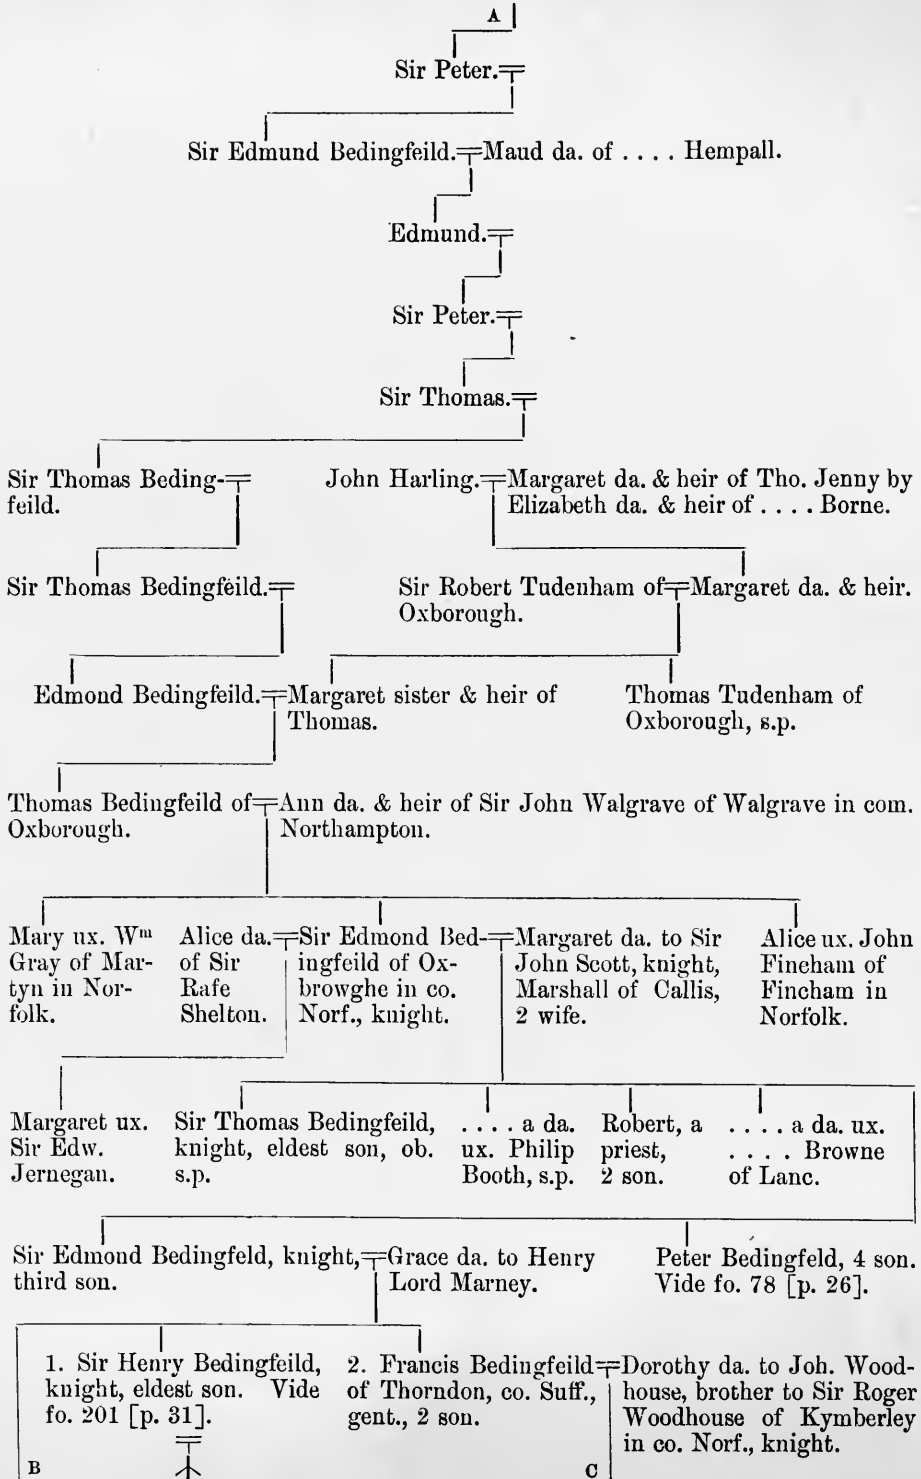 A
Sir Peter.
Sir Edmund Bedingfeild. Maud da. of .... Hempall.
Edmund.
Sir Peter.
Sir Thomas.
Sir Thomas Beding-
feild.
John Harling. Margaret da. & heir of Tho. Jenny by
Elizabeth da. & heir of .... Borne.
Sir Thomas Bedingfeild.
Sir Robert Tudenham of
Oxborough.
Margaret da. & heir.
Edmond Bedingfeild.
Margaret sister & heir of
Thomas.
Thomas Tudenham of
Oxborough, s.p.
Thomas Bedingfeild of
Oxborough.
Ann da. & heir of Sir John Walgrave of Walgrave in com.
Northampton.
Mary ux. Wm
Gray of Mar-
tyn in Nor-
folk.
Alice da.
of Sir
Rafe
Shelton.
Sir Edmond Bed-
ingfeild of Ox-
browghe in co.
Norf., knight.
Margaret da. to Sir
John Scott, knight,
Marshall of Callis,
2 wife.
Alice ux. John
Fincham of
Fincham in
Norfolk.
Margaret ux.
Sir Edw.
Jernegan.
Sir Thomas Bedingfeild,
knight, eldest son, ob.
s.p.
.... a da.
ux. Philip
Booth, s.p.
Robert, a
priest,
2 son.
.... a da. ux.
.... Browne
of Lanc.
Sir Edmond Bedingfeld, knight,
third son.
Grace da. to Henry
Lord Marney.
Peter Bedingfeld, 4 son.
Vide fo. 78 [p. 26].
1. Sir Henry Bedingfeild,
knight, eldest son. Vide
fo. 201 [p. 31].
2. Francis Bedingfeild
of Thorndon, co. Suff.,
gent., 2 son.
Dorothy da. to Joh. Wood-
house, brother to Sir Roger
Woodhouse of Kymberley
in co. Norf., knight.
B
C